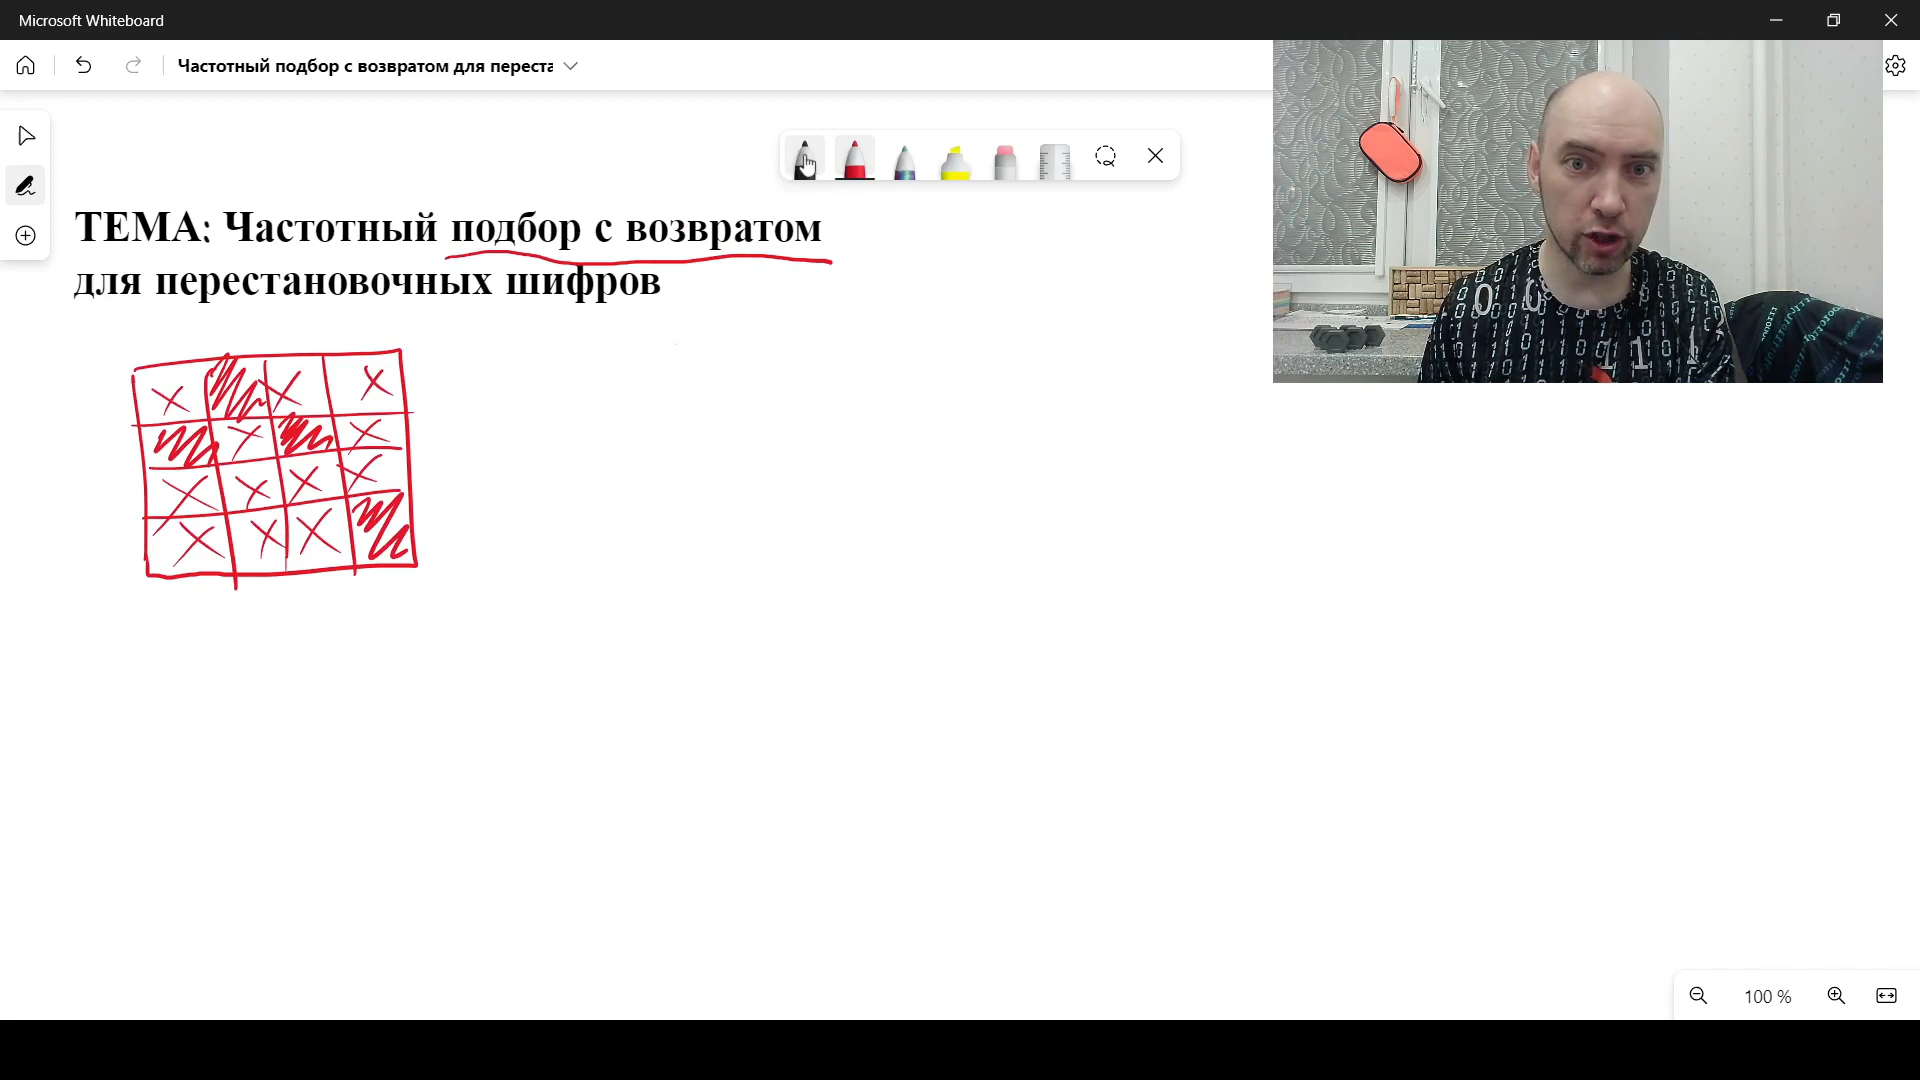 Microsoft Whiteboard
Частотный подбор с возвратом для переста
ТЕМА: Частотный подбор с возвратом
для перестановочных шифров
100 %